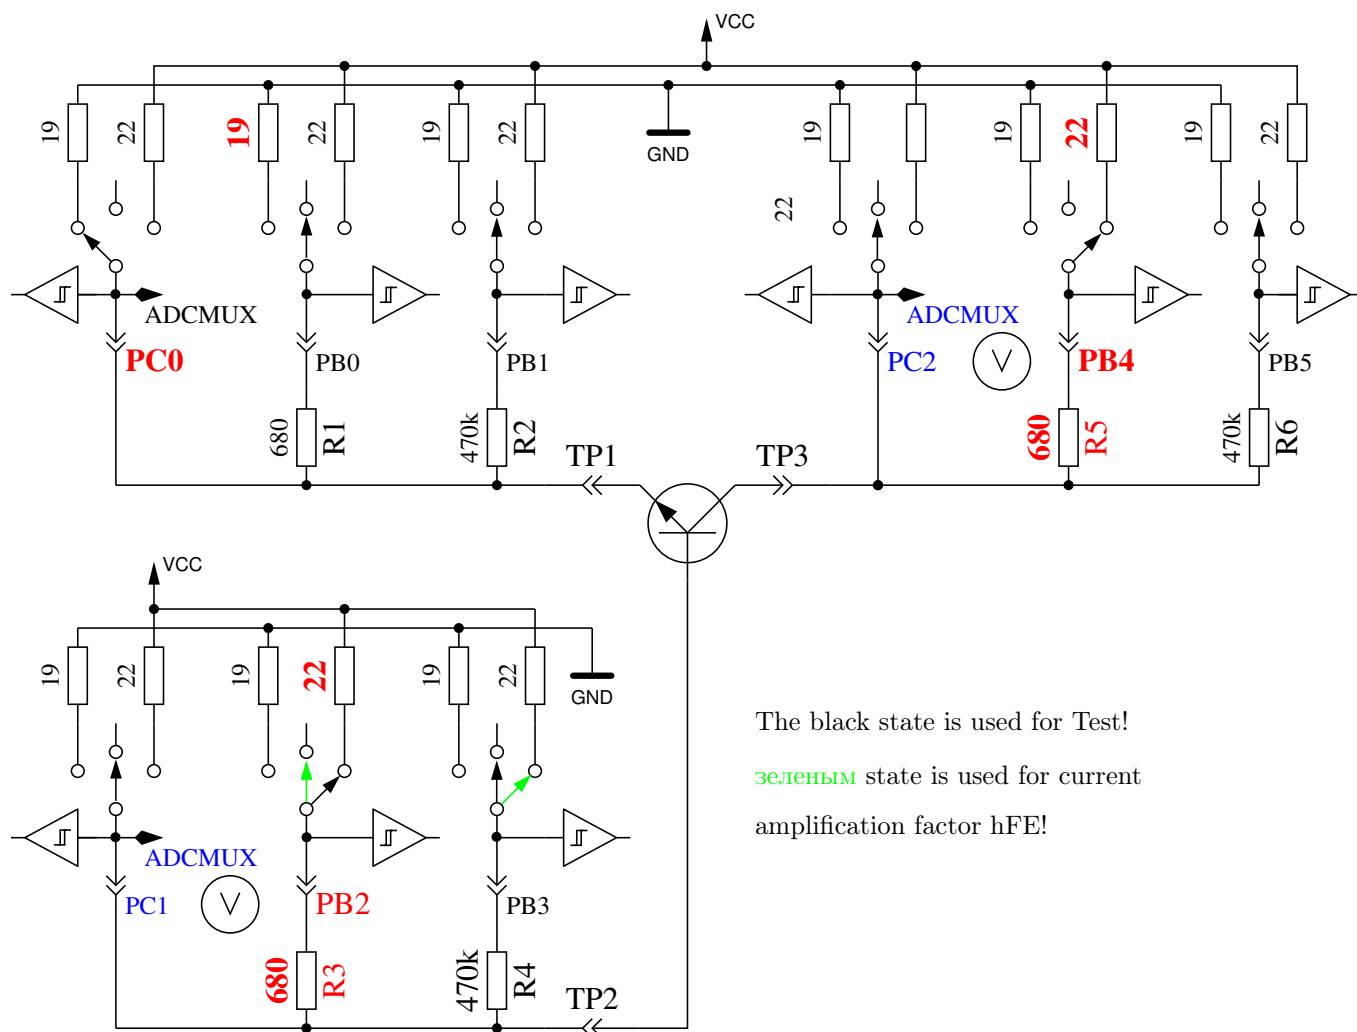 VCC
19
22
19
22
19
22
GND
19
22
19
22
19
22
ADCMUX
PC0
PB0
PB1
ADCMUX
PC2
V
PB4
PB5
680
R1
470k
R2
TP1
TP3
680
R5
470k
R6
VCC
19
22
19
22
19
22
GND
The black state is used for Test!
зеленым state is used for current
amplification factor hFE!
ADCMUX
PC1
V
PB2
PB3
680
R3
470k
R4
TP2